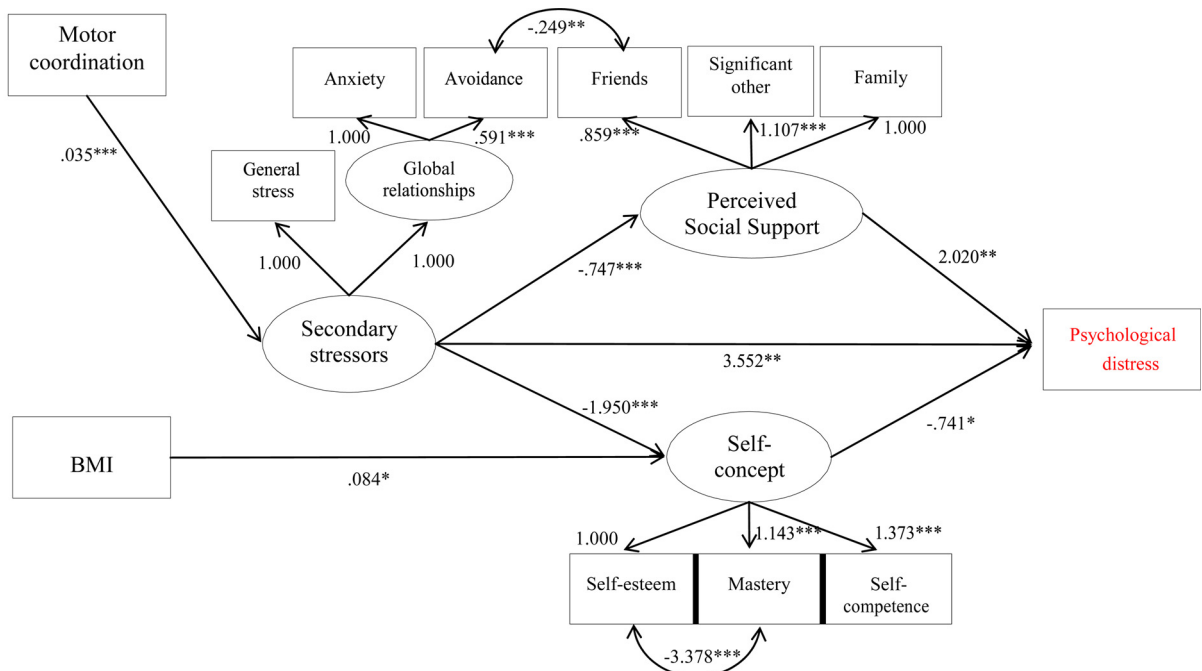 Motor
coordination
-.249**
Anxiety
Avoidance
Friends
Significant
other
Family
1.000
.591***
.859***
1.107***
1.000
.035***
General
stress
Global
relationships
Perceived
Social Support
1.000
1.000
-.747***
2.020**
Secondary
stressors
3.552**
Psychological
distress
-1.950***
-.741*
BMI
.084*
Self-
concept
1.000
1.143***
1.373***
Self-esteem
Mastery
Self-
competence
-3.378***